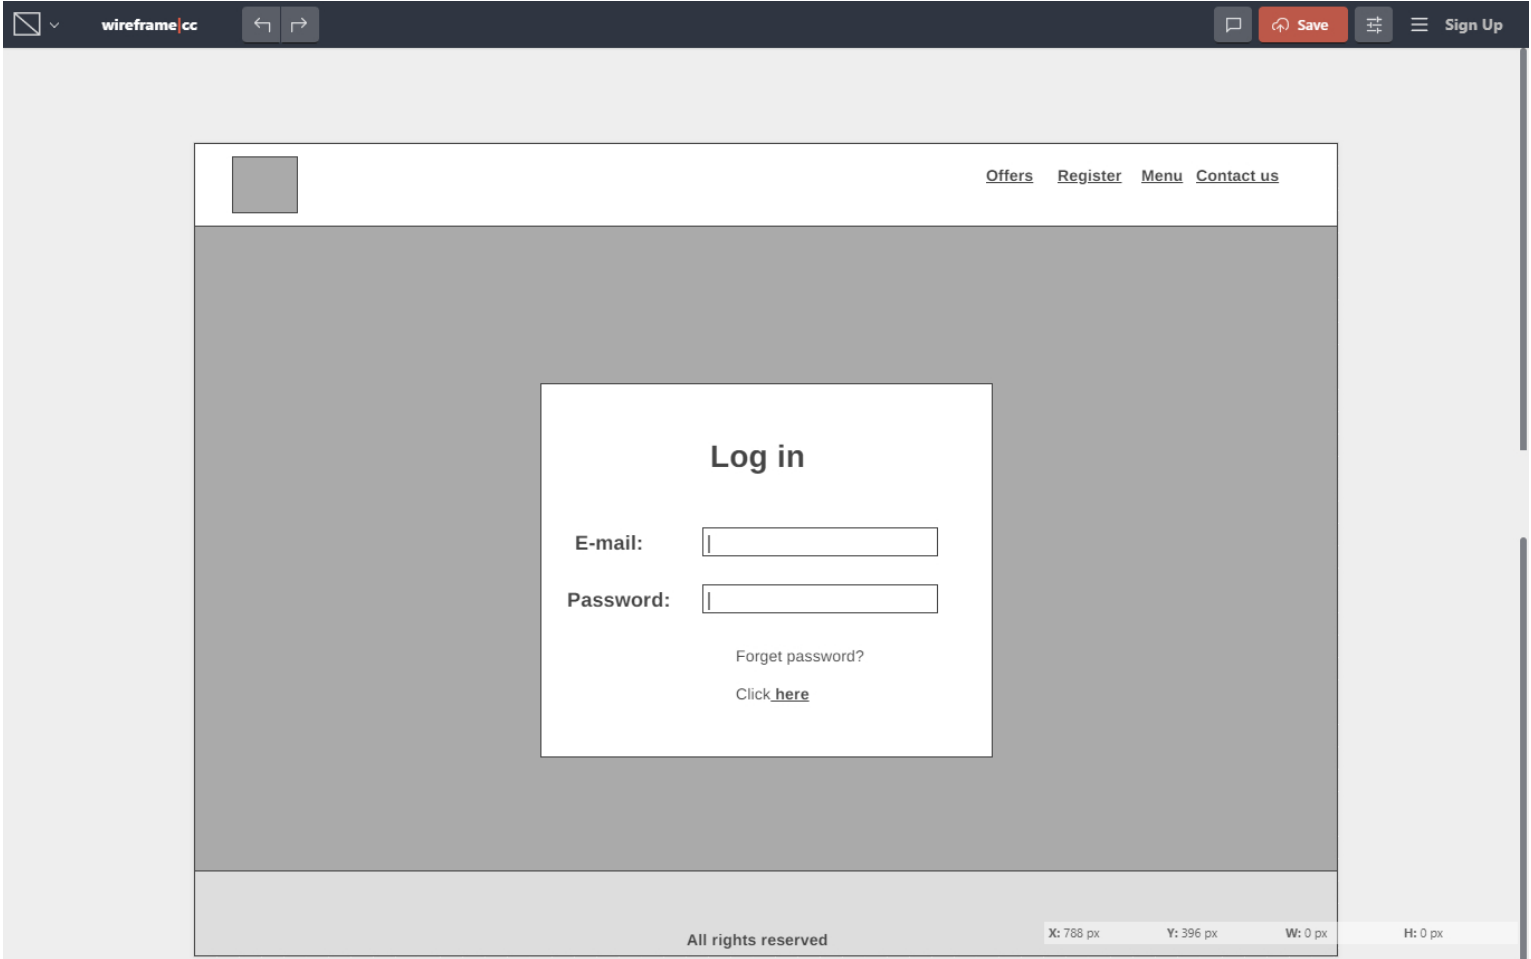 wireframe|cc Save Sign Up
Offers Register Menu Contact us
Log in
E-mail:
Password:
Forget password?
Click here
All rights reserved
X: 788 px Y: 396 px W: 0 px H: 0 px